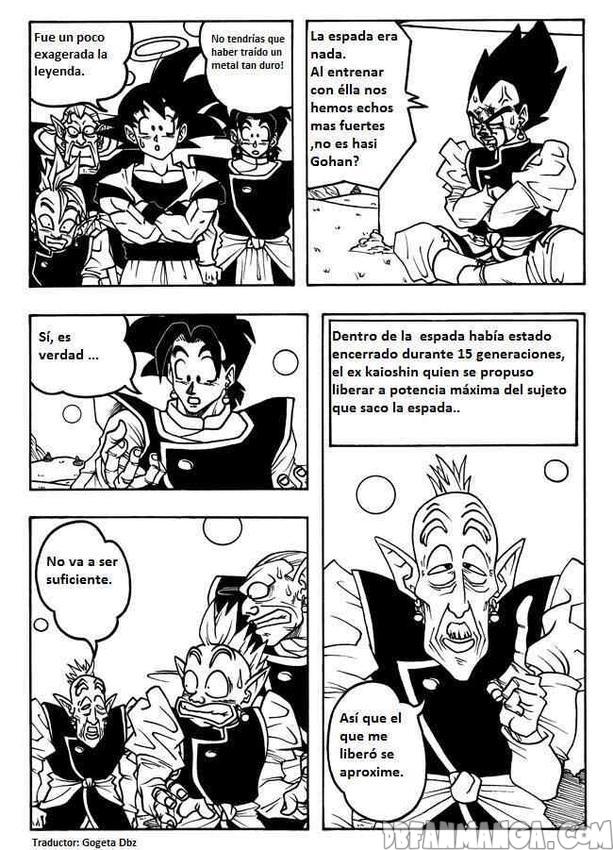 Fue un poco
exagerada la
leyenda.
No tendrías que
haber traído un
metal tan duro!
La espada era
nada.
Al entrenar
con élla nos
hemos echos
mas fuertes
,no es hasi
Gohan?
Sí, es
verdad ...
Dentro de la espada había estado
encerrado durante 15 generaciones,
el ex kaioshin quien se propuso
liberar a potencia máxima del sujeto
que saco la espada..
No va a ser
suficiente.
Así que el
que me
liberó se
aproxime.
Traductor: Gogeta Dbz
DBFANMANGA.COM